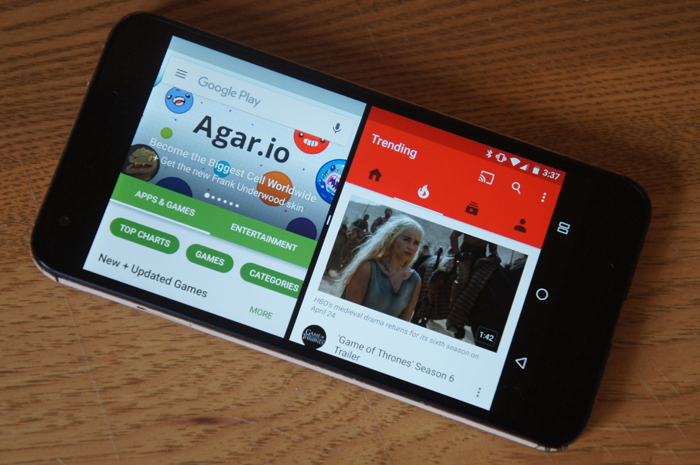 Google Play
Agar.io
Become the Biggest Cell Worldwide
Get the new Frank Underwood skin
APPS & GAMES
ENTERTAINMENT
TOP CHARTS
GAMES
CATEGORIES
New + Updated Games
MORE
3:37
Trending
1:42
HBO's medieval drama returns for its sixth season on
April 24
'Game of Thrones' Season 6
Trailer